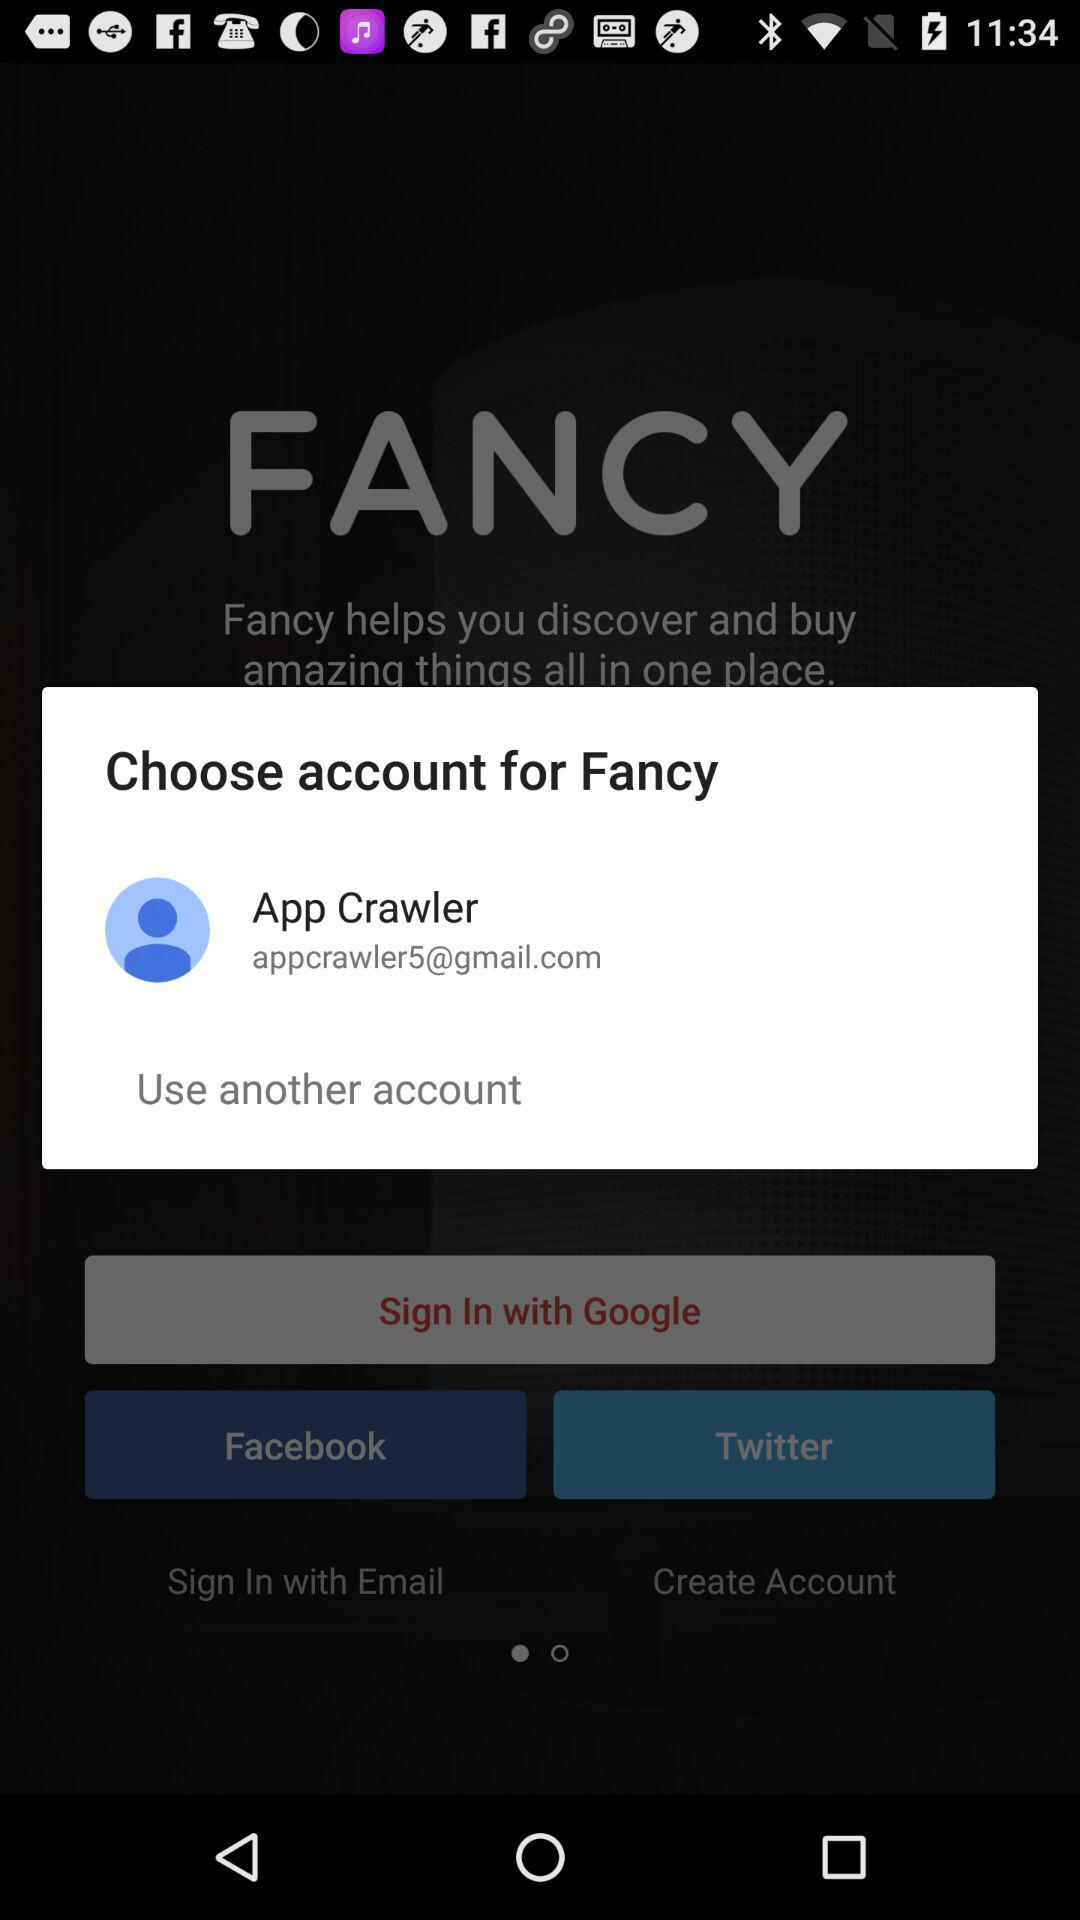 11:34
FANCY
Fancy helps you discover and buy
amazing things all in one place.
Choose account for Fancy
App Crawler
appcrawler5@gmail.com
Use another account
Sign In with Google
Facebook
Twitter
Sign In with Email
Create Account